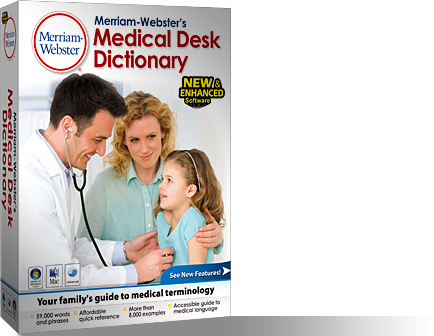 Merriam-
Webster
Merriam-Webster's
Medical Desk
Dictionary
NEW &
ENHANCED
Software
Merriam-Webster's
Medical Desk
Dictionary
Mac
See New Features!
Your family's guide to medical terminology
59,000 words
and phrases
Affordable
quick reference
More than
8,000 examples
Accessible guide to
medical language